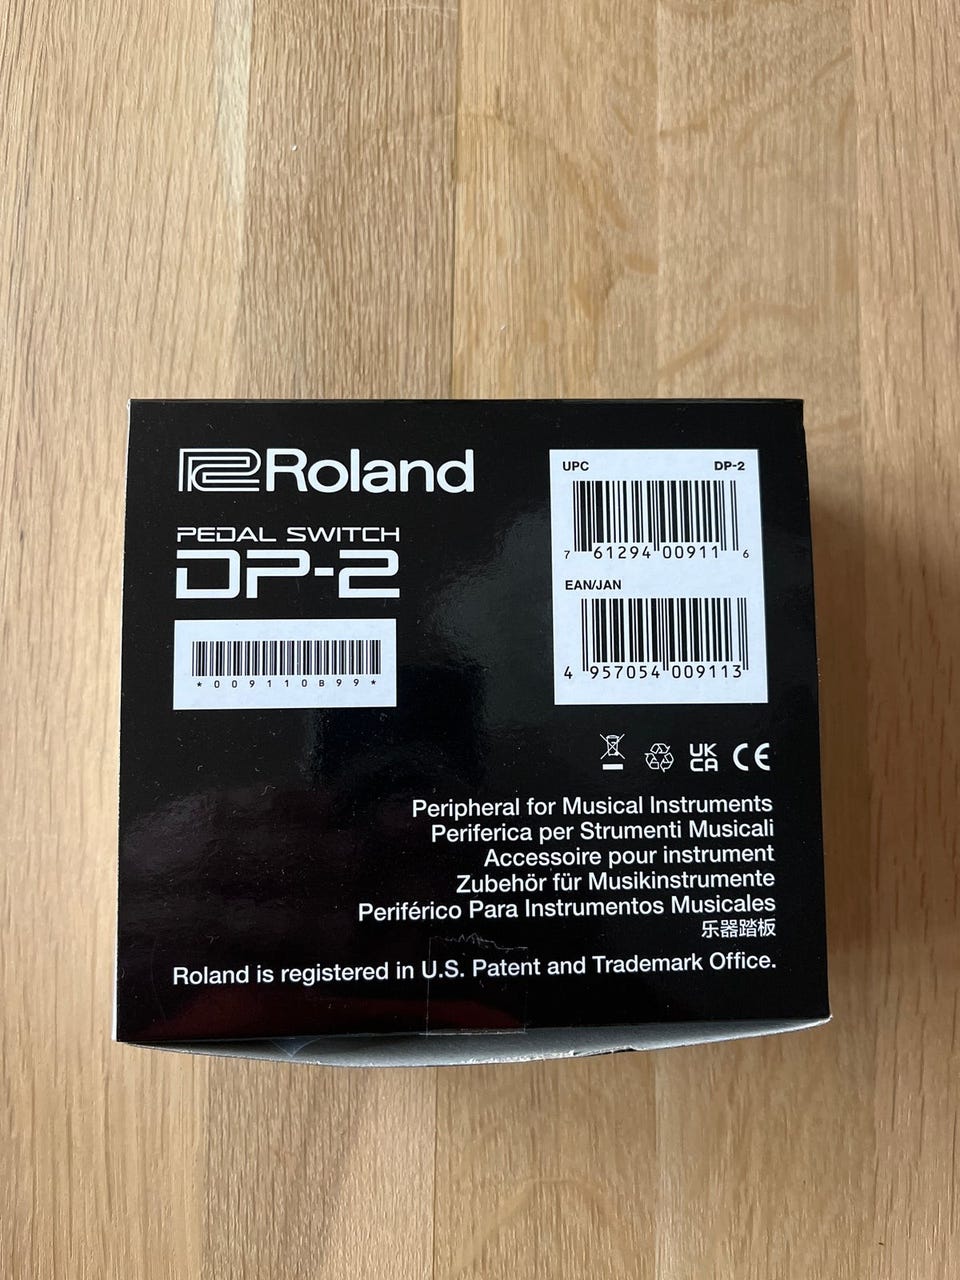 Roland
PEDAL SWITCH
DP-2
*009110B99*
UPC DP-2
7 61294 00911 6
EAN/JAN
4 957054 009113
UK
CA
CE
Peripheral for Musical Instruments
Periferica per Strumenti Musicali
Accessoire pour instrument
Zubehör für Musikinstrumente
Periférico Para Instrumentos Musicales
乐器踏板
Roland is registered in U.S. Patent and Trademark Office.